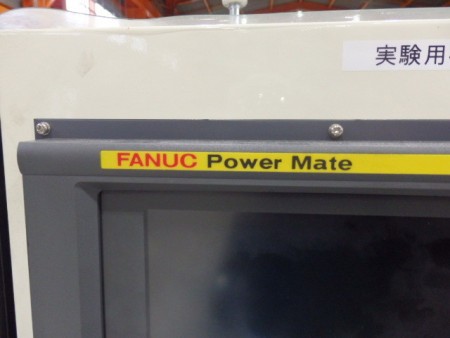 実験用
FANUC Power Mate